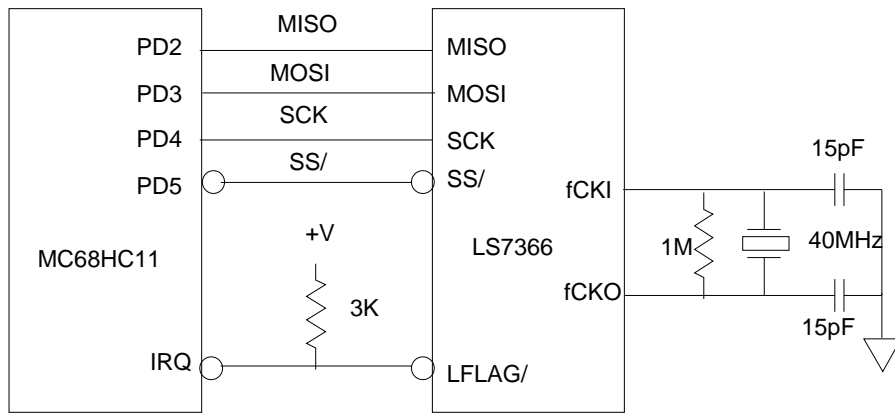 MISO
PD2
MISO
MOSI
PD3
MOSI
SCK
PD4
SCK
SS/
PD5
SS/
15pF
fCKI
+V
MC68HC11
LS7366
1M
40MHz
3K
fCKO
15pF
IRQ
LFLAG/